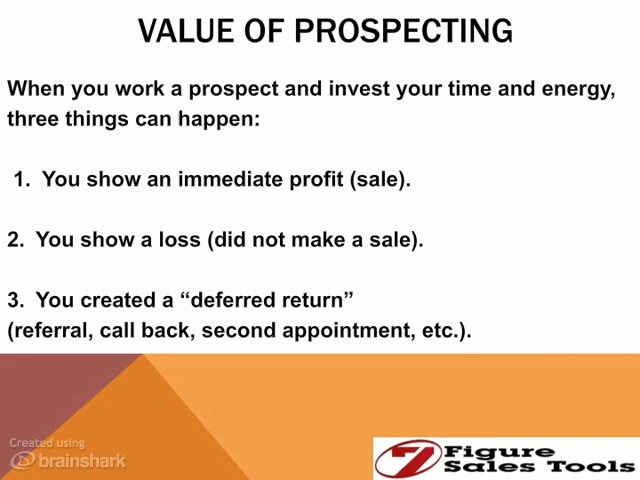 VALUE OF PROSPECTING
When you work a prospect and invest your time and energy,
three things can happen:
1. You show an immediate profit (sale).
2. You show a loss (did not make a sale).
3. You created a “deferred return”
(referral, call back, second appointment, etc.).
Created using
brainshark
7 Figure
Sales Tools